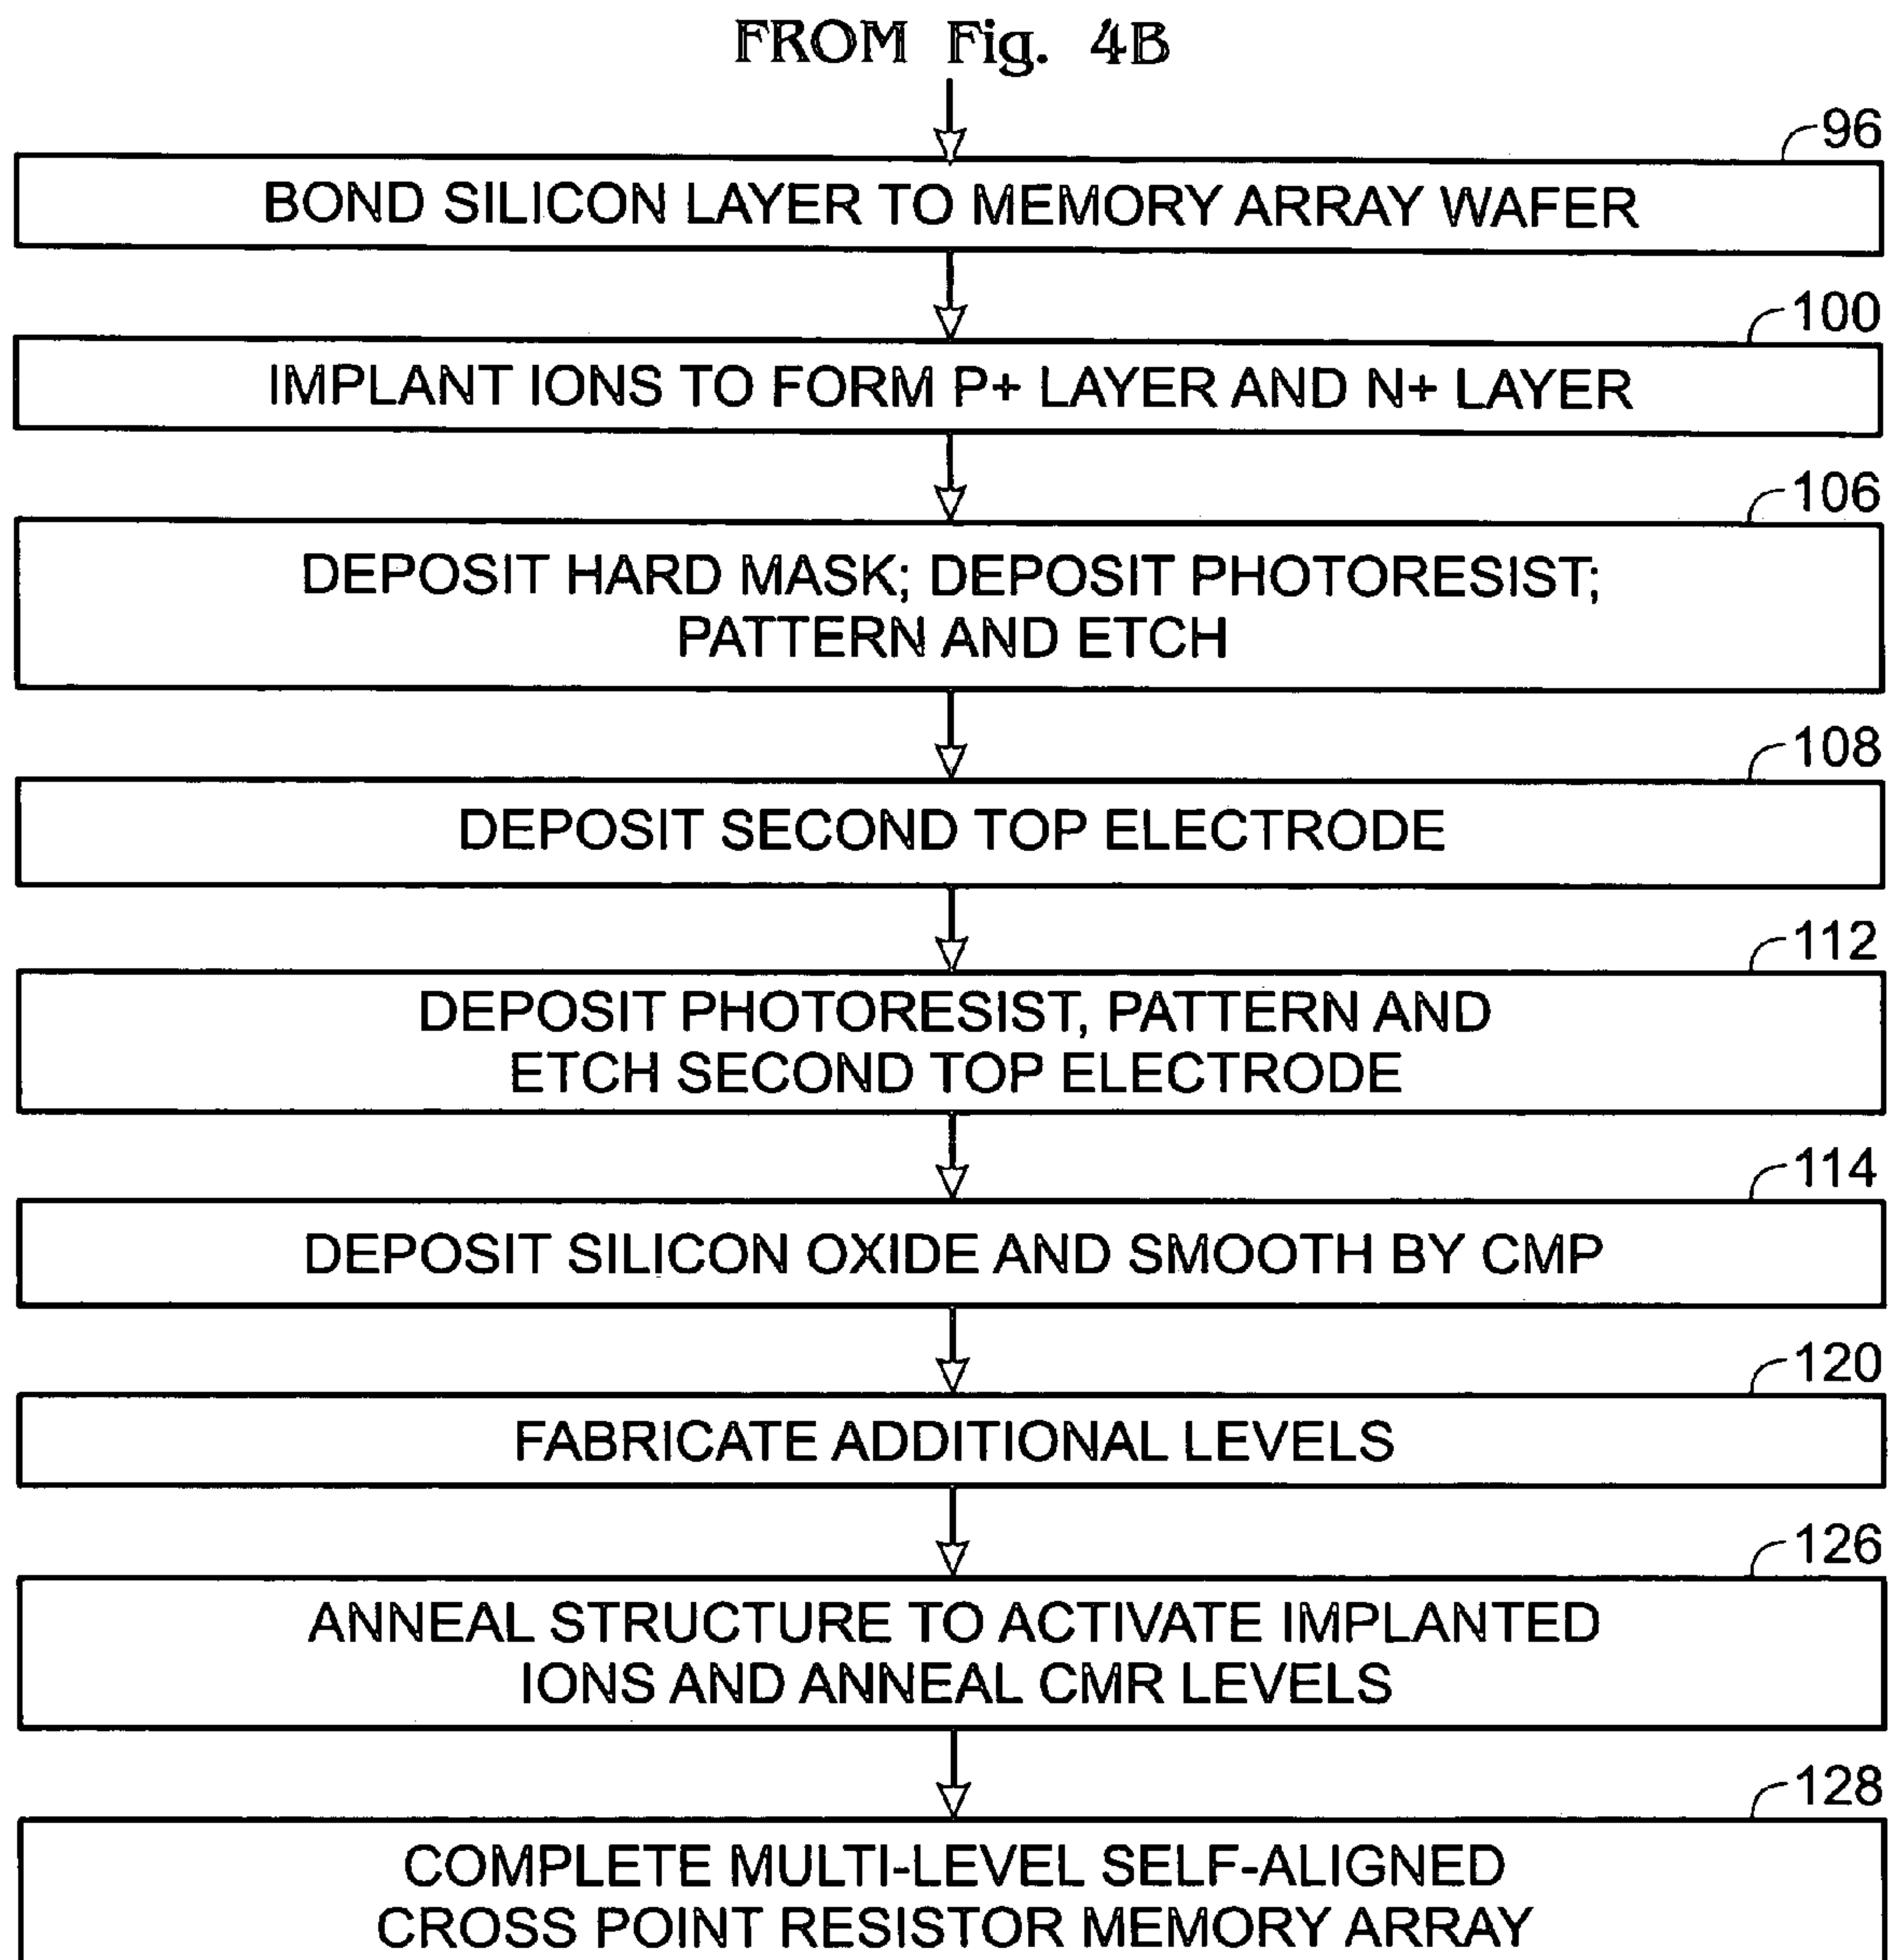 FROM Fig. 4B
96
BOND SILICON LAYER TO MEMORY ARRAY WAFER
100
IMPLANT IONS TO FORM P+ LAYER AND N+ LAYER
106
DEPOSIT HARD MASK; DEPOSIT PHOTORESIST;
PATTERN AND ETCH
108
DEPOSIT SECOND TOP ELECTRODE
112
DEPOSIT PHOTORESIST, PATTERN AND
ETCH SECOND TOP ELECTRODE
114
DEPOSIT SILICON OXIDE AND SMOOTH BY CMP
120
FABRICATE ADDITIONAL LEVELS
126
ANNEAL STRUCTURE TO ACTIVATE IMPLANTED
IONS AND ANNEAL CMR LEVELS
128
COMPLETE MULTI-LEVEL SELF-ALIGNED
CROSS POINT RESISTOR MEMORY ARRAY